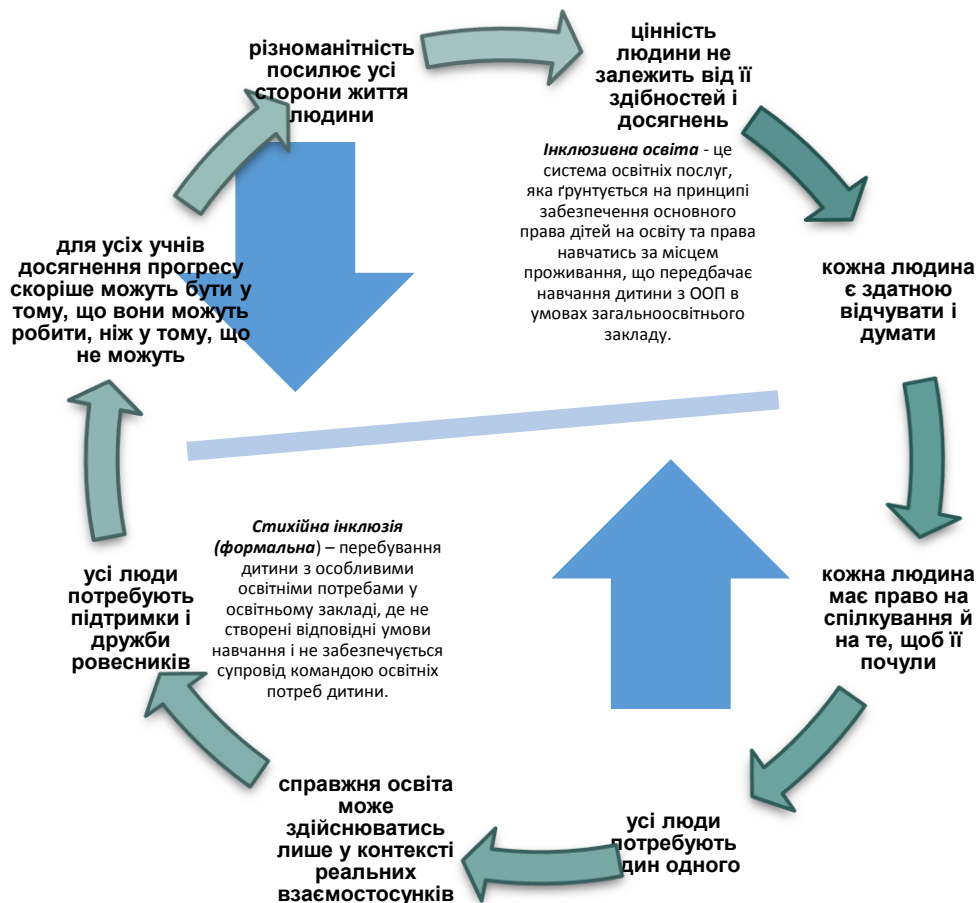 цінність
людини не
залежить від її
здібностей і
досягнень
кожна людина
є здатною
відчувати і
думати
кожна людина
має право на
спілкування й
на те, щоб її
почули
усі люди
потребують
один одного
справжня освіта
може
здійснюватись
лише у контексті
реальних
взаємостосунків
усі люди
потребують
підтримки і
дружби
ровесників
для усіх учнів
досягнення прогресу
скоріше можуть бути у
тому, що вони можуть
робити, ніж у тому, що
не можуть
різноманітність
посилює усі
сторони життя
людини
Інклюзивна освіта - це
система освітніх послуг,
яка ґрунтується на принципі
забезпечення основного
права дітей на освіту та права
навчатись за місцем
проживання, що передбачає
навчання дитини з ООП в
умовах загальноосвітнього
закладу.
Стихійна інклюзія
(формальна) – перебування
дитини з особливими
освітніми потребами у
освітньому закладі, де не
створені відповідні умови
навчання і не забезпечується
супровід командою освітніх
потреб дитини.